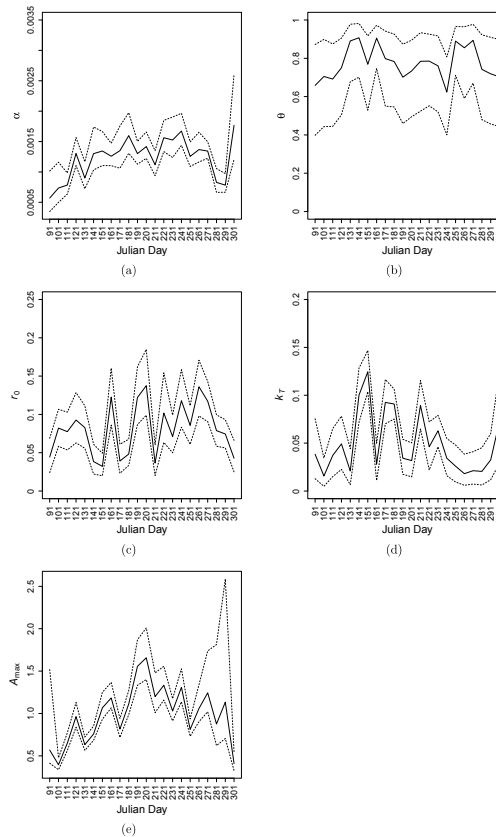 0.0005 0.0015 0.0025 0.0035
α
91 101 111 121 131 141 151 161 171 181 191 201 211 221 231 241 251 261 271 281 291 301
Julian Day
(a)
0 0.2 0.4 0.6 0.8 1
θ
91 101 111 121 131 141 151 161 171 181 191 201 211 221 231 241 251 261 271 281 291
Julian Day
(b)
0 0.05 0.1 0.15 0.2 0.25
r0
91 101 111 121 131 141 151 161 171 181 191 201 211 221 231 241 251 261 271 281 291 301
Julian Day
(c)
0 0.05 0.1 0.15 0.2
kT
91 101 111 121 131 141 151 161 171 181 191 201 211 221 231 241 251 261 271 281 291
Julian Day
(d)
0.5 1.0 1.5 2.0 2.5
Amax
91 101 111 121 131 141 151 161 171 181 191 201 211 221 231 241 251 261 271 281 291 301
Julian Day
(e)